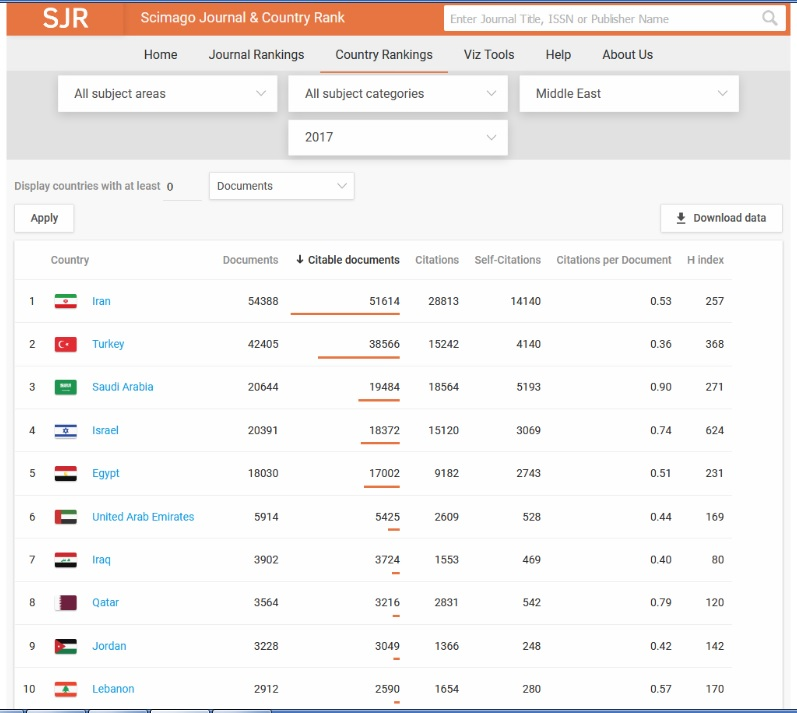 SJR Scimago Journal & Country Rank Enter Journal Title, ISSN or Publisher Name
Home Journal Rankings Country Rankings Viz Tools Help About Us
All subject areas All subject categories Middle East
2017
Display countries with at least 0 Documents
Apply Download data
Country Documents Citable documents Citations Self-Citations Citations per Document H index
1 Iran 54388 51614 28813 14140 0.53 257
2 Turkey 42405 38566 15242 4140 0.36 368
3 Saudi Arabia 20644 19484 18564 5193 0.90 271
4 Israel 20391 18372 15120 3069 0.74 624
5 Egypt 18030 17002 9182 2743 0.51 231
6 United Arab Emirates 5914 5425 2609 528 0.44 169
7 Iraq 3902 3724 1553 469 0.40 80
8 Qatar 3564 3216 2831 542 0.79 120
9 Jordan 3228 3049 1366 248 0.42 142
10 Lebanon 2912 2590 1654 280 0.57 170